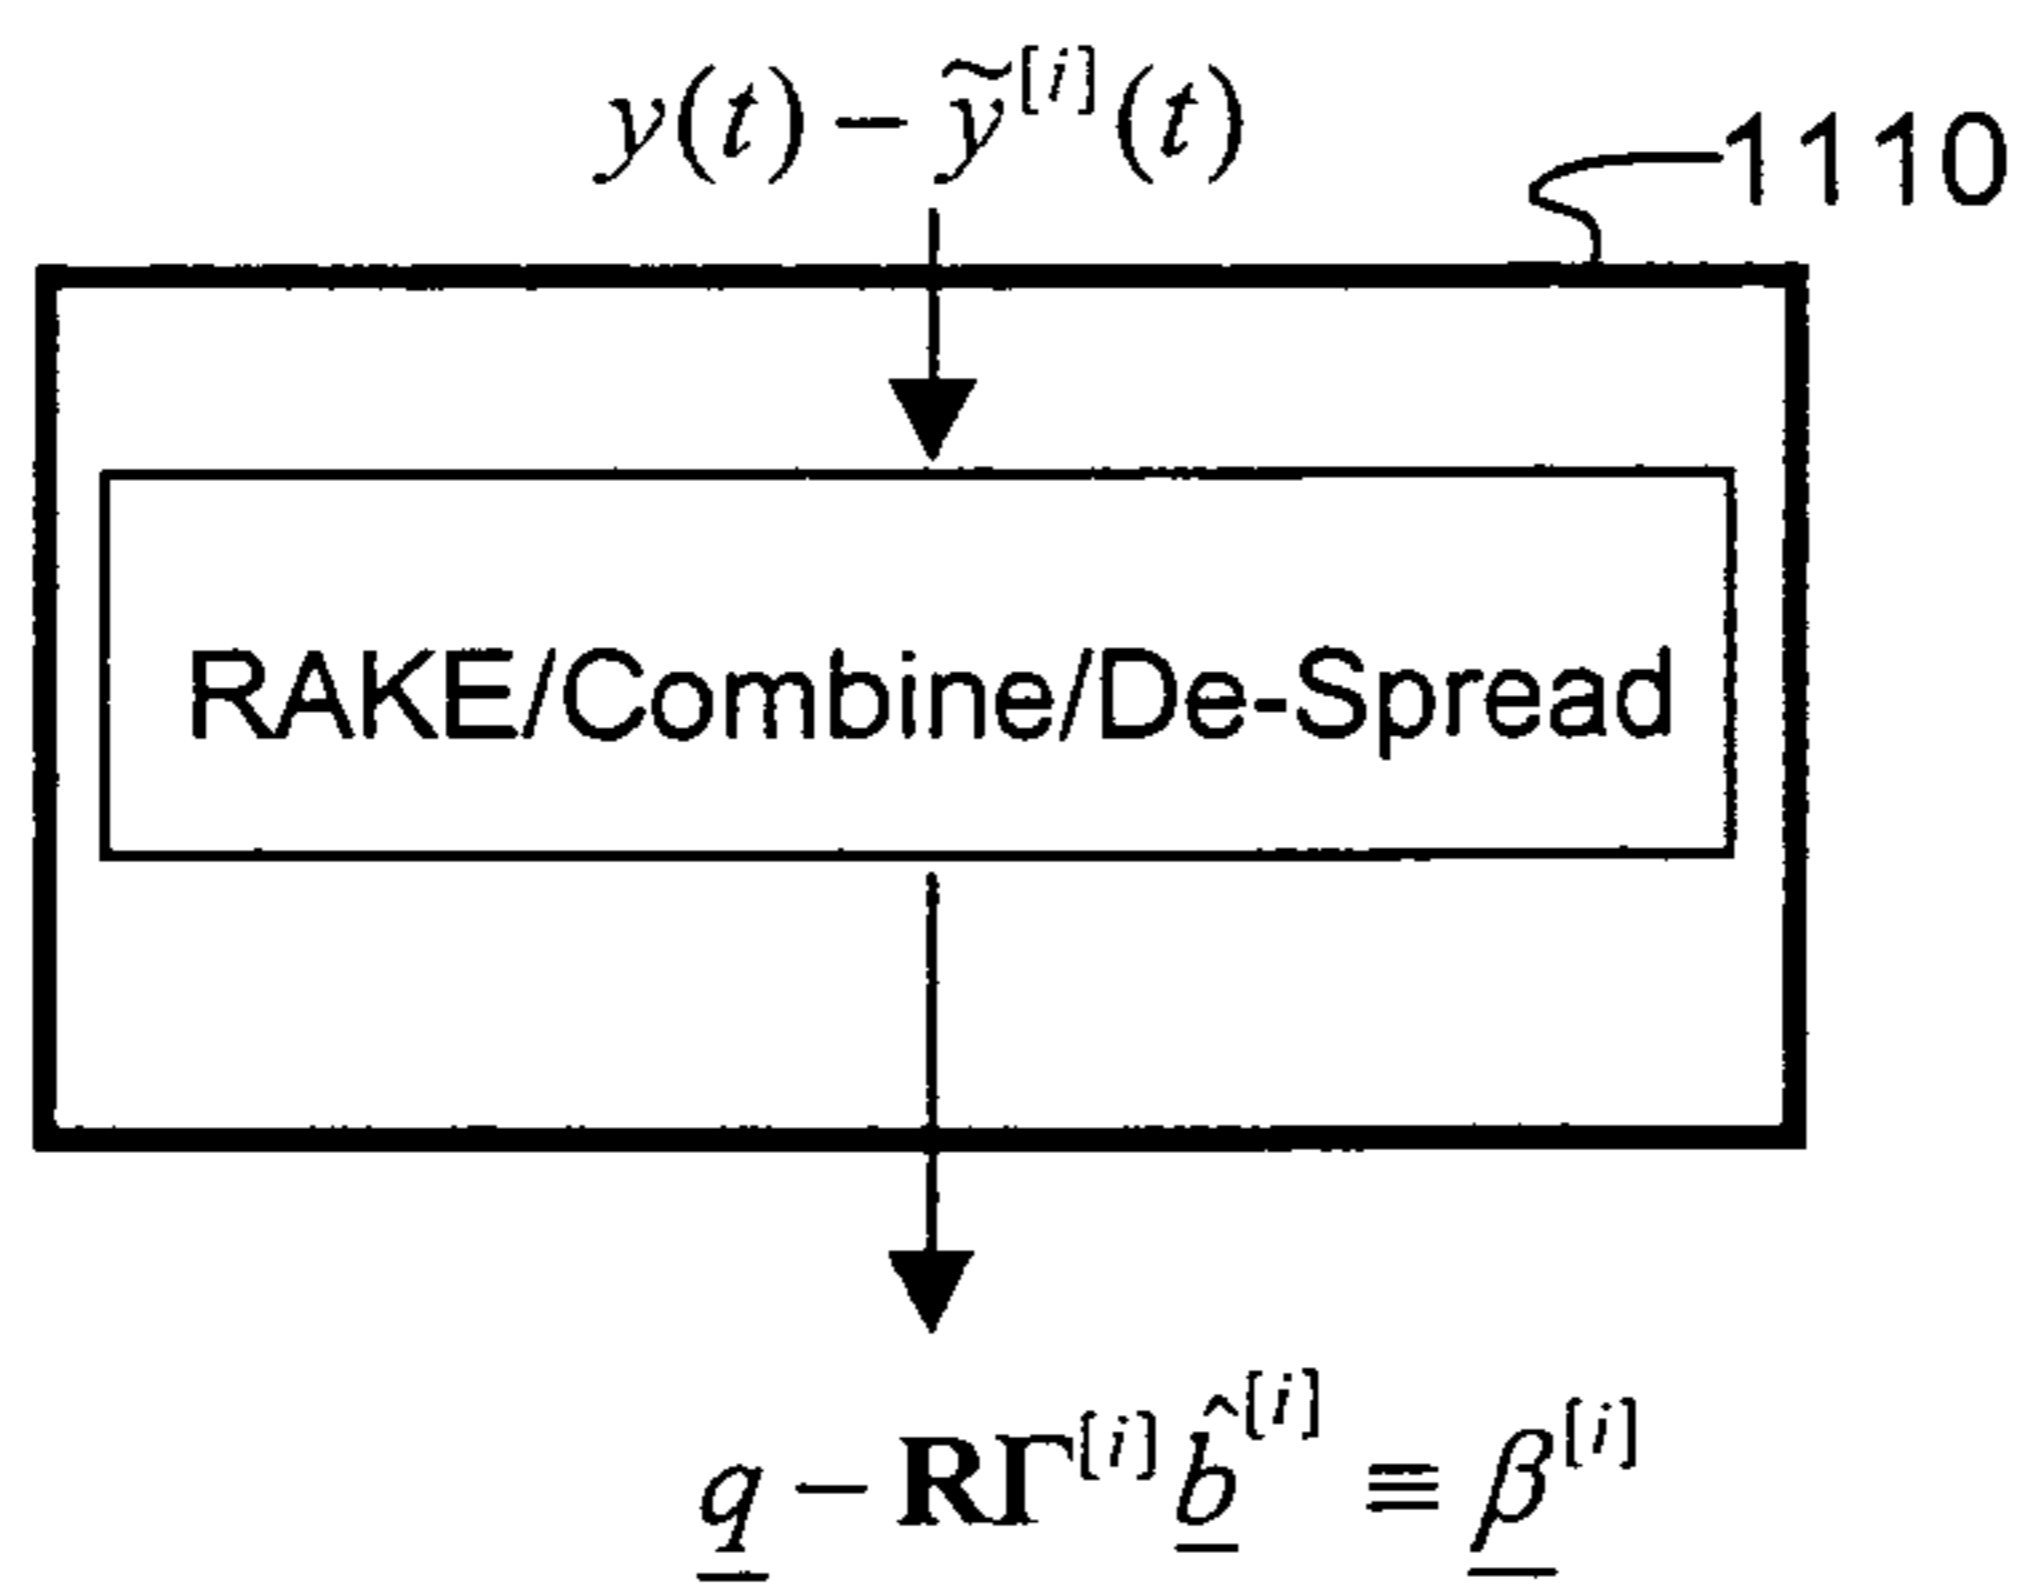 y(t) − ỹ^[i](t)
1110
RAKE/Combine/De-Spread
q̲ − RΓ^[i] b̲̂^[i] ≡ β̲^[i]